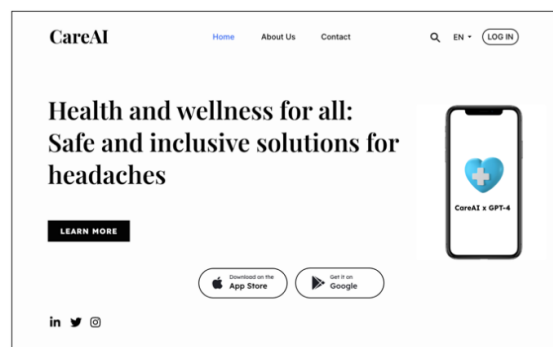 CareAI
Home About Us Contact
EN LOG IN
Health and wellness for all:
Safe and inclusive solutions for
headaches
CareAI x GPT-4
LEARN MORE
Download on the
App Store
Get it on
Google
in